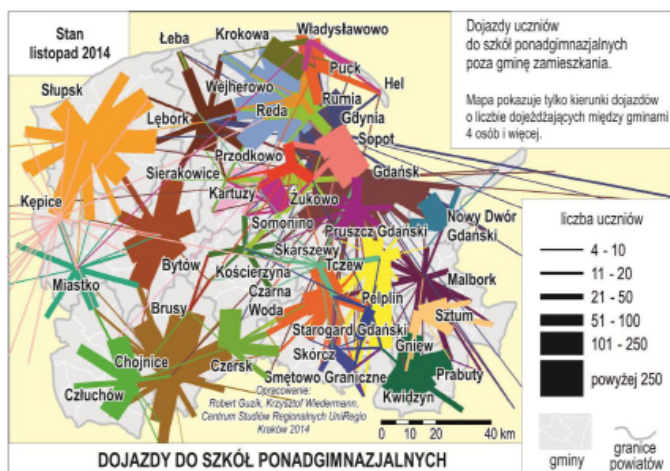 Stan
listopad 2014
Dojazdy uczniów
do szkół ponadgimnazjalnych
poza gminę zamieszkania.
Mapa pokazuje tylko kierunki dojazdów
o liczbie dojeżdżających między gminami
4 osób i więcej.
Łeba
Krokowa
Władysławowo
Puck
Hel
Słupsk
Wejherowo
Rumia
Lębork
Reda
Gdynia
Sopot
Przodkowo
Sierakowice
Gdańsk
Kępice
Kartuzy
Żukowo
Nowy Dwór
Gdański
Somonino
Pruszcz Gdański
Skarszewy
Bytów
Kościerzyna
Tczew
Malbork
Miastko
Czarna
Woda
Pelplin
Sztum
Brusy
Starogard Gdański
Gniew
Chojnice
Czersk
Skórcz
Prabuty
Człuchów
Smętowo Graniczne
Kwidzyn
Opracowanie:
Robert Guzik, Krzysztof Wiedermann,
Centrum Studiów Regionalnych UniRegio
Kraków 2014
0 10 20 40 km
liczba uczniów
4 - 10
11 - 20
21 - 50
51 - 100
101 - 250
powyżej 250
gminy
granice
powiatów
DOJAZDY DO SZKÓŁ PONADGIMNAZJALNYCH